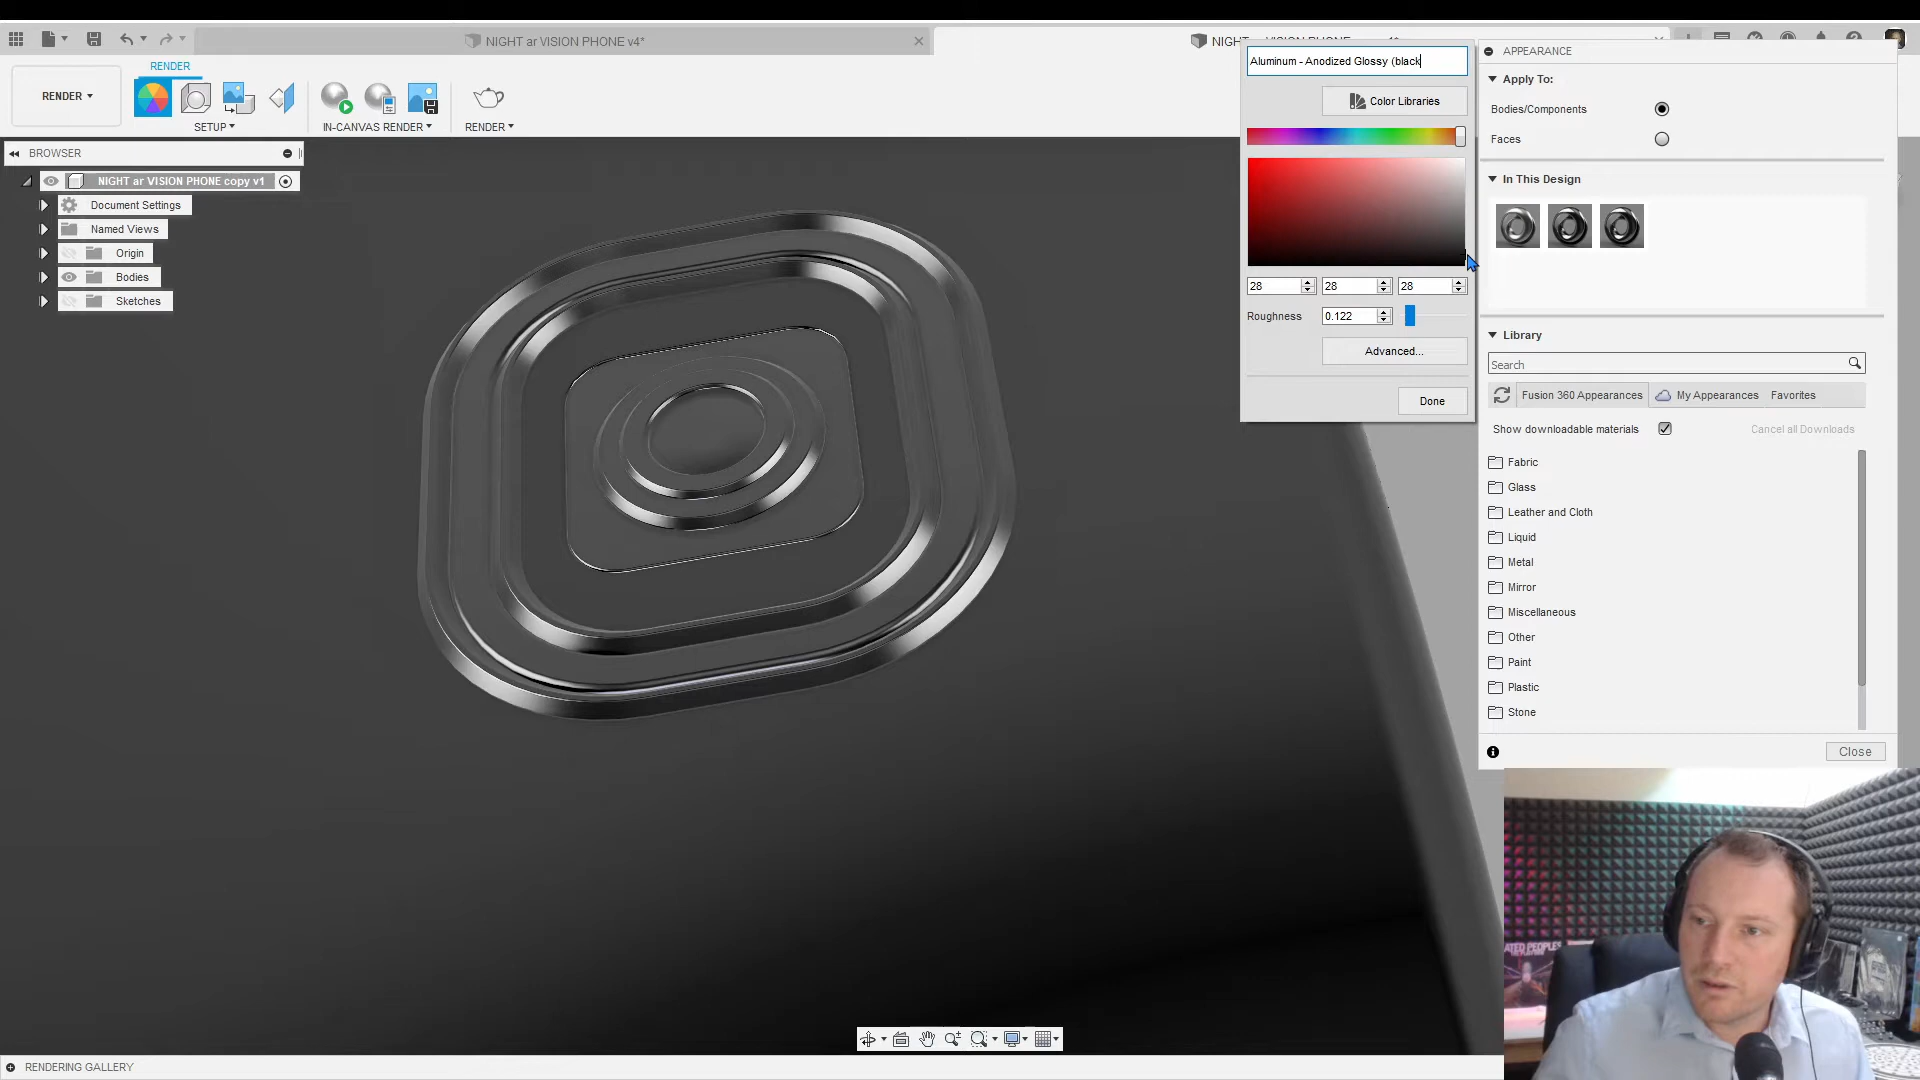 NIGHT ar VISION PHONE v4*
RENDER
RENDER
SETUP
IN-CANVAS RENDER
RENDER
BROWSER
NIGHT ar VISION PHONE copy v1
Document Settings
Named Views
Origin
Bodies
Sketches
Aluminum - Anodized Glossy (black
Color Libraries
28 28 28
Roughness 0.122
Advanced...
Done
APPEARANCE
Apply To:
Bodies/Components
Faces
In This Design
Library
Search
Fusion 360 Appearances My Appearances Favorites
Show downloadable materials Cancel all Downloads
Fabric
Glass
Leather and Cloth
Liquid
Metal
Mirror
Miscellaneous
Other
Paint
Plastic
Stone
Close
RENDERING GALLERY